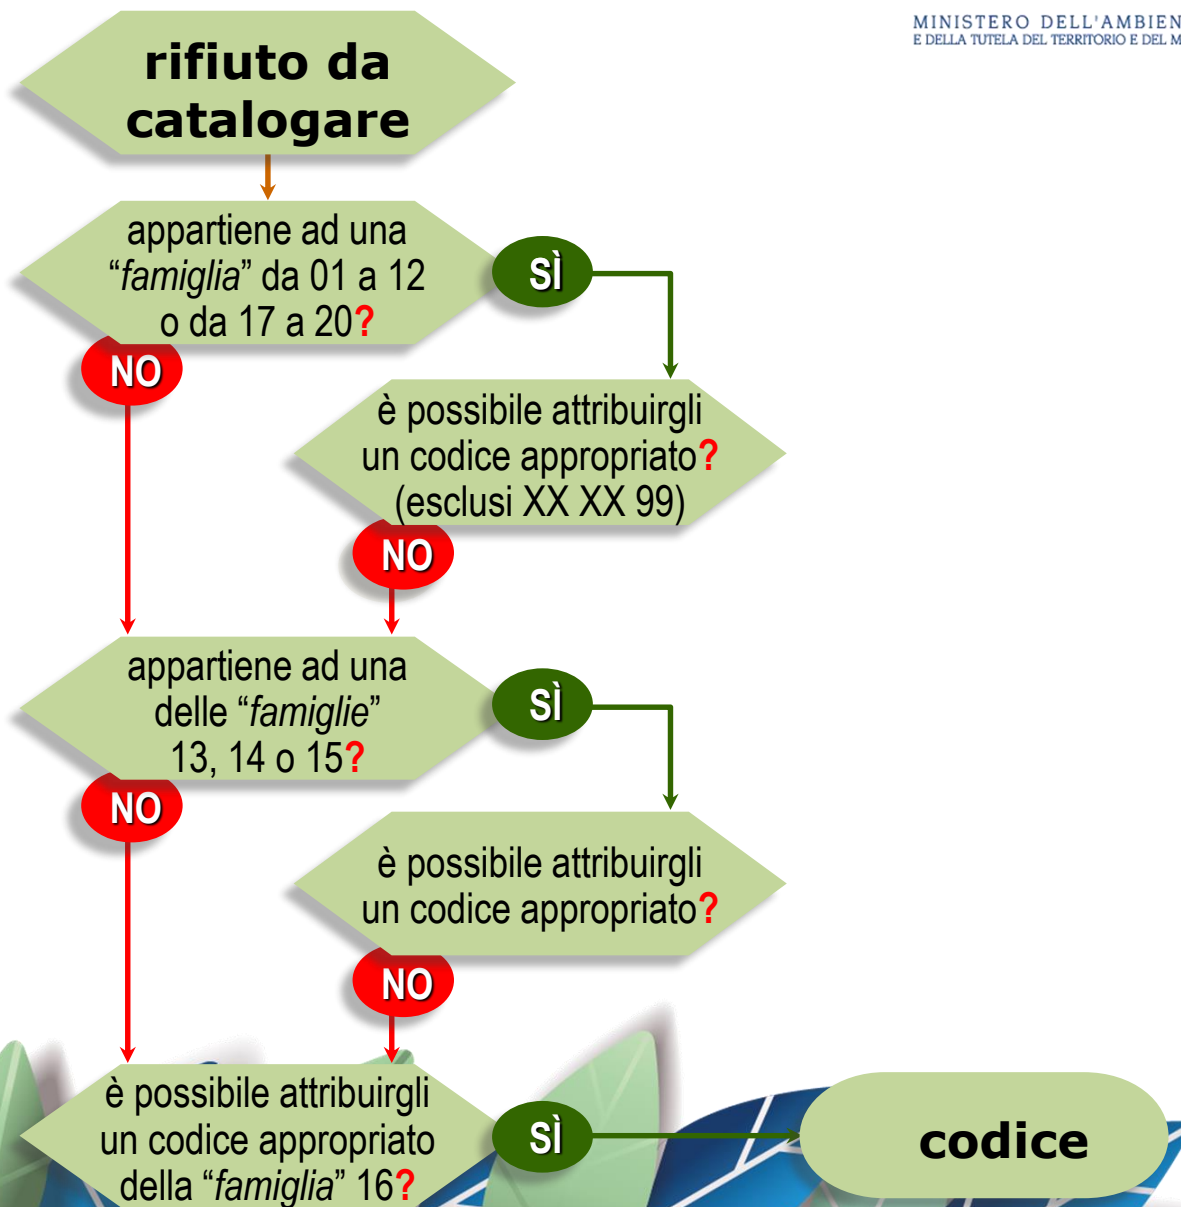 MINISTERO DELL'AMBIEN
E DELLA TUTELA DEL TERRITORIO E DEL M
rifiuto da
catalogare
appartiene ad una
“famiglia” da 01 a 12
o da 17 a 20?
SÌ
NO
è possibile attribuirgli
un codice appropriato?
(esclusi XX XX 99)
NO
appartiene ad una
delle “famiglie”
13, 14 o 15?
SÌ
NO
è possibile attribuirgli
un codice appropriato?
NO
è possibile attribuirgli
un codice appropriato
della “famiglia” 16?
SÌ
codice